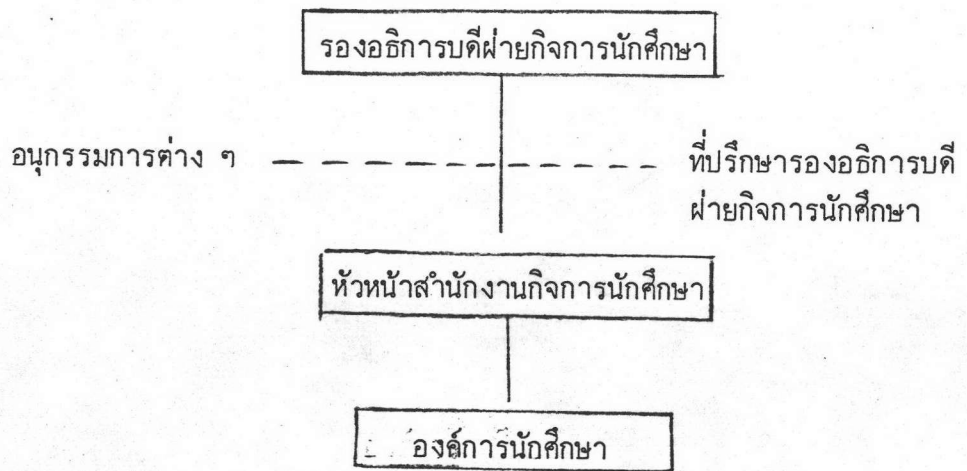 รองอธิการบดีฝ่ายกิจการนักศึกษา
อนุกรรมการต่าง ๆ
ที่ปรึกษารองอธิการบดี
ฝ่ายกิจการนักศึกษา
หัวหน้าสำนักงานกิจการนักศึกษา
องค์การนักศึกษา